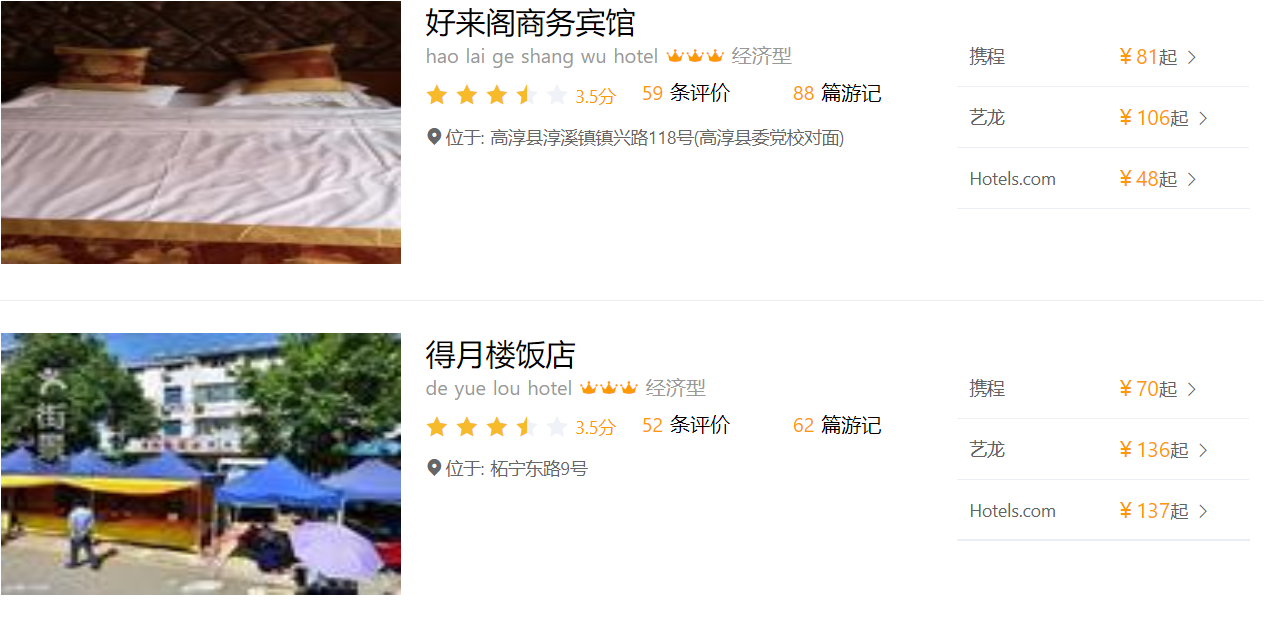 好来阁商务宾馆
hao lai ge shang wu hotel 经济型
3.5分 59 条评价 88 篇游记
位于: 高淳县淳溪镇镇兴路118号(高淳县委党校对面)
携程 ¥ 81起
艺龙 ¥ 106起
Hotels.com ¥ 48起
得月楼饭店
de yue lou hotel 经济型
3.5分 52 条评价 62 篇游记
位于: 柘宁东路9号
携程 ¥ 70起
艺龙 ¥ 136起
Hotels.com ¥ 137起